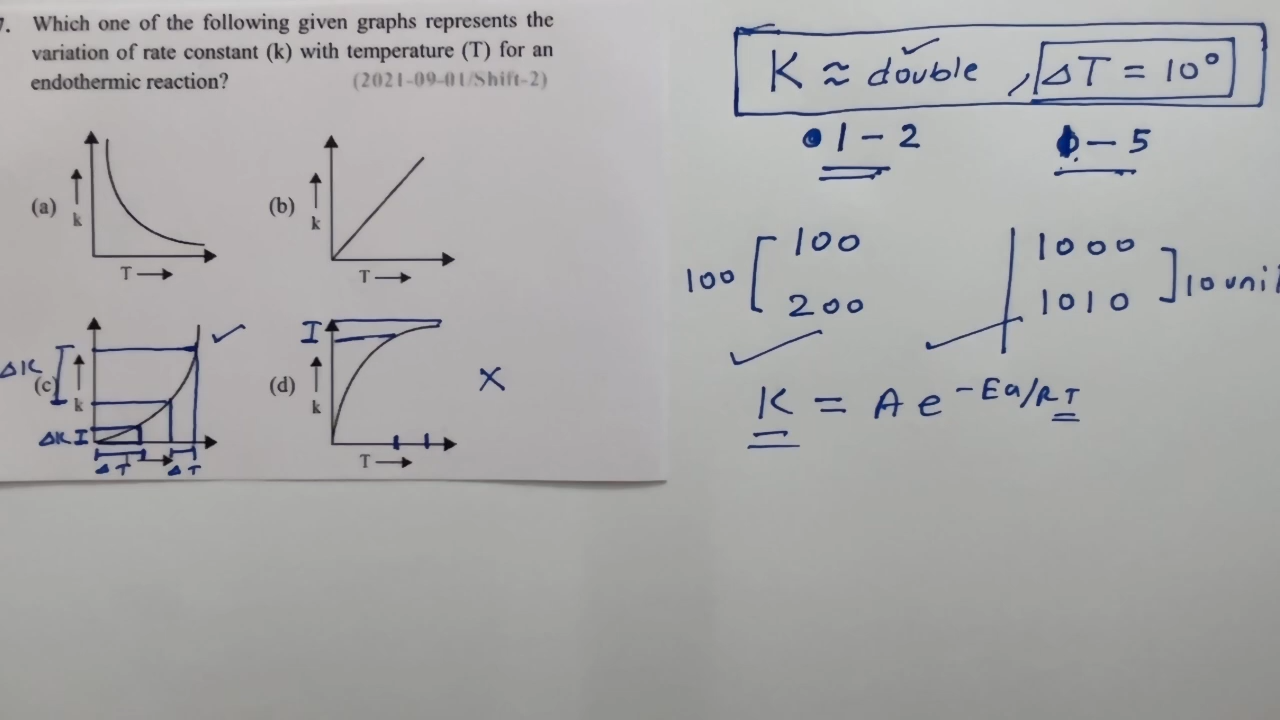 7. Which one of the following given graphs represents the
variation of rate constant (k) with temperature (T) for an
endothermic reaction? (2021-09-01/Shift-2)
(a) k T
(b) k T
(c) k
ΔK
ΔK
ΔT ΔT
(d) k T
I
X
K ≈ double , ΔT = 10°
1 - 2
- 5
100 [ 100
200
1000
1010 ] 10 uni
K = A e^-Ea/RT